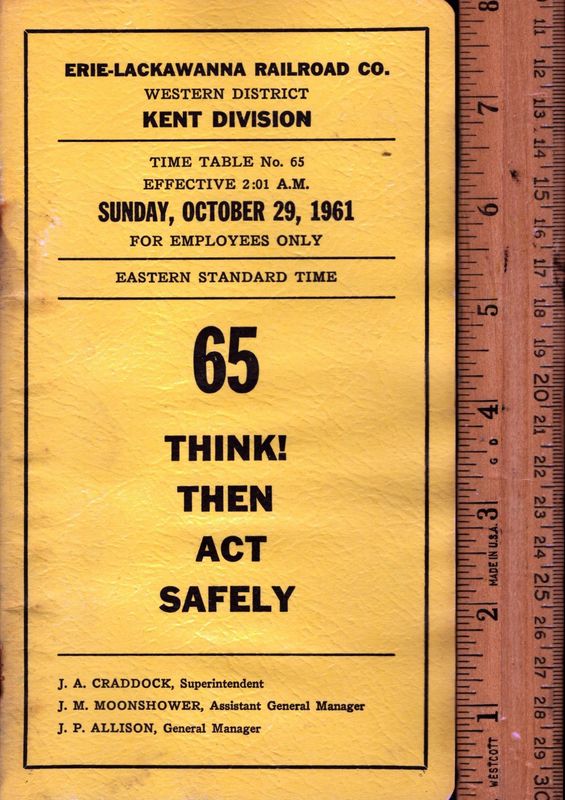 ERIE-LACKAWANNA RAILROAD CO.
WESTERN DISTRICT
KENT DIVISION
TIME TABLE No. 65
EFFECTIVE 2:01 A.M.
SUNDAY, OCTOBER 29, 1961
FOR EMPLOYEES ONLY
EASTERN STANDARD TIME
65
THINK!
THEN
ACT
SAFELY
J. A. CRADDOCK, Superintendent
J. M. MOONSHOWER, Assistant General Manager
J. P. ALLISON, General Manager
8
7
6
5
4
3
2
1
MADE IN U.S.A.
WESTCOTT
11
12
13
14
15
16
17
18
19
20
21
22
23
24
25
26
27
28
29
30